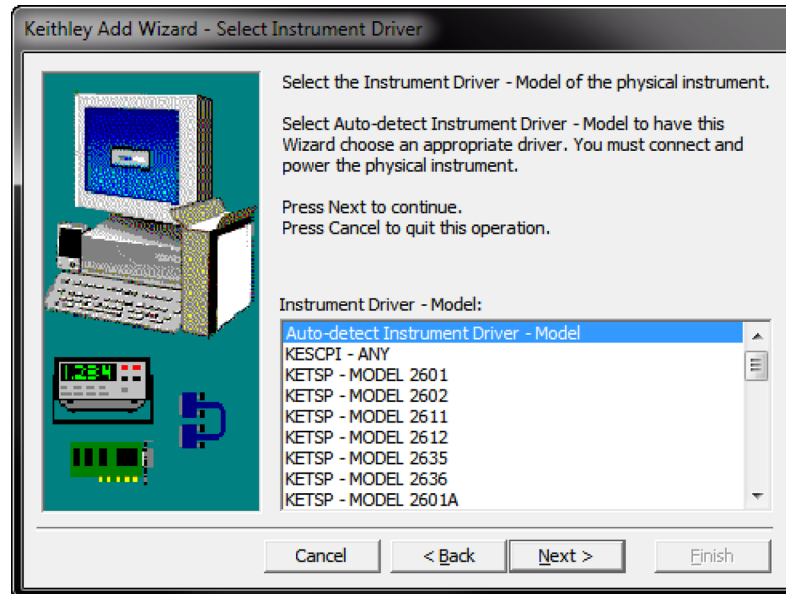 Keithley Add Wizard - Select Instrument Driver
Select the Instrument Driver - Model of the physical instrument.
Select Auto-detect Instrument Driver - Model to have this
Wizard choose an appropriate driver. You must connect and
power the physical instrument.
Press Next to continue.
Press Cancel to quit this operation.
Instrument Driver - Model:
Auto-detect Instrument Driver - Model
KESCPI - ANY
KETSP - MODEL 2601
KETSP - MODEL 2602
KETSP - MODEL 2611
KETSP - MODEL 2612
KETSP - MODEL 2635
KETSP - MODEL 2636
KETSP - MODEL 2601A
1.234
Cancel
< Back
Next >
Finish